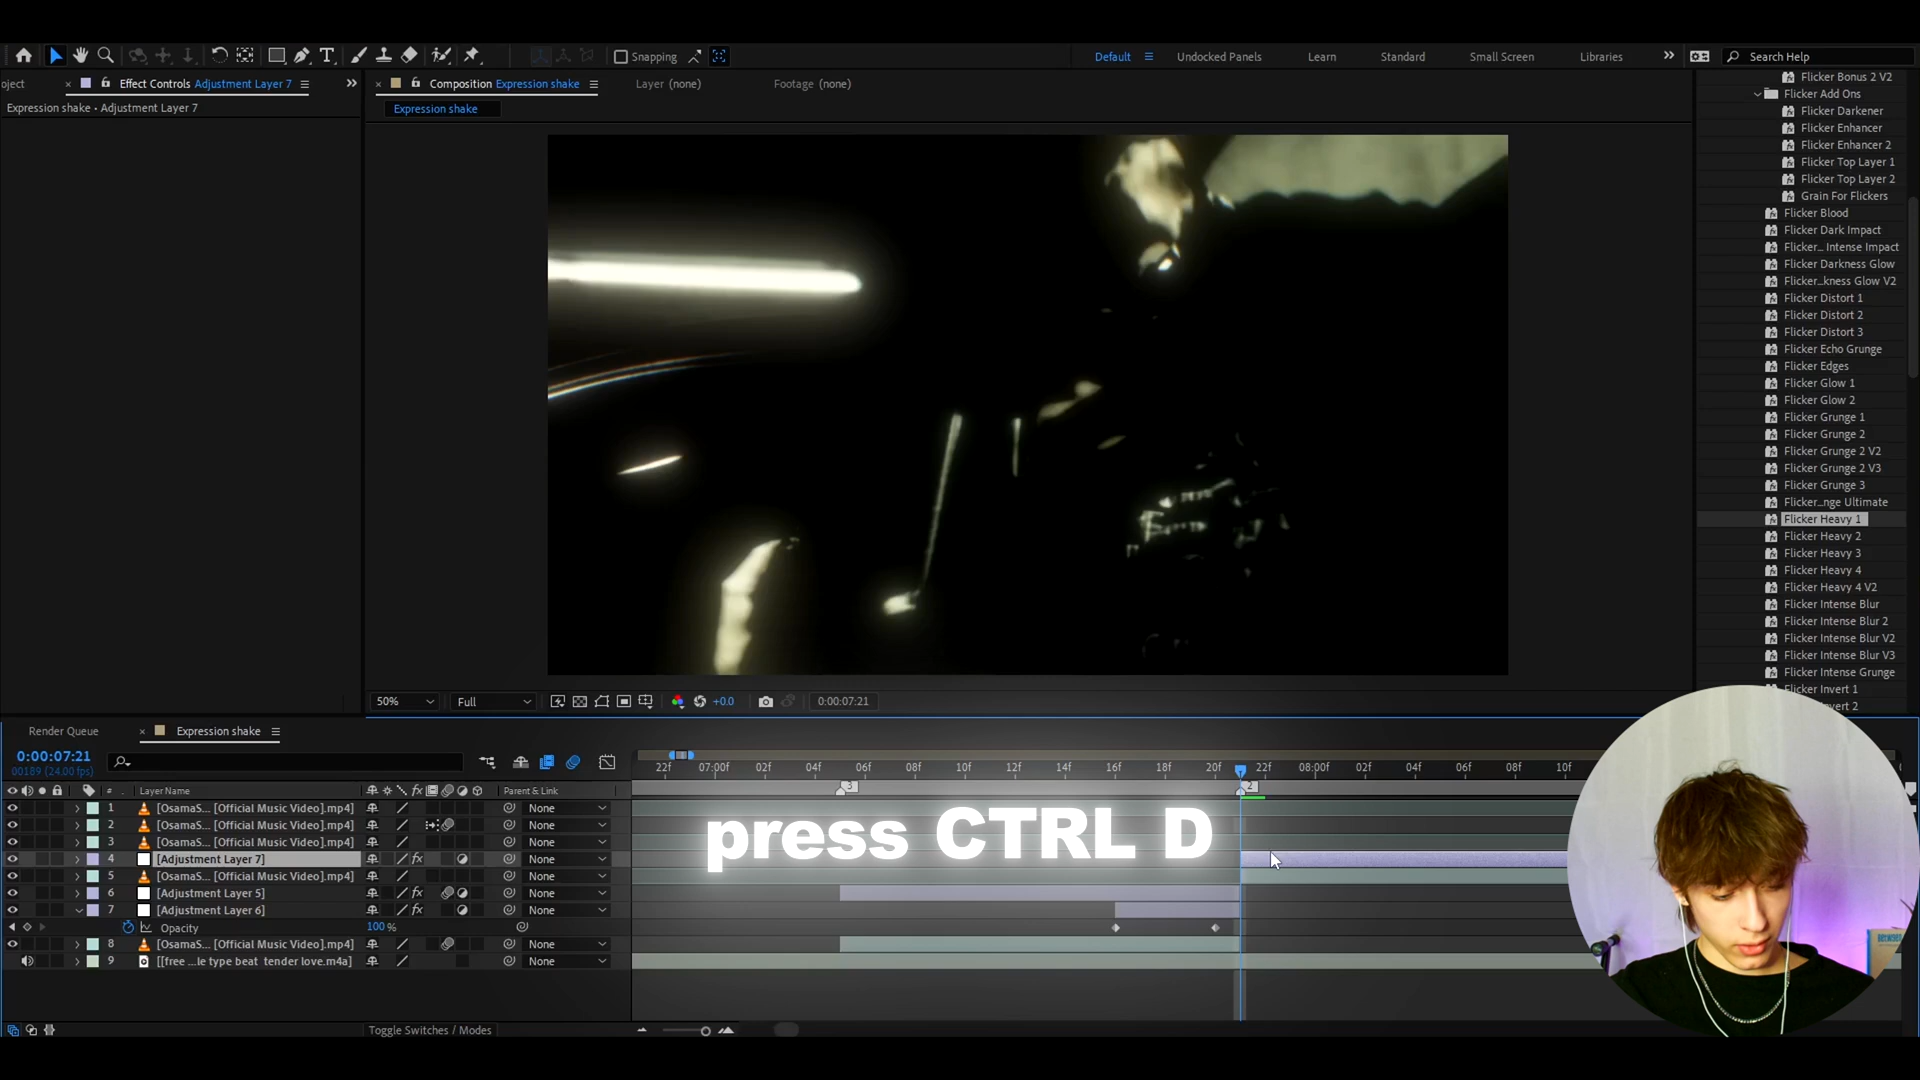 Snapping
Default
Undocked Panels
Learn
Standard
Small Screen
Libraries
Search Help
oject
Effect Controls Adjustment Layer 7
Composition Expression shake
Layer (none)
Footage (none)
Expression shake • Adjustment Layer 7
Expression shake
Flicker Bonus 2 V2
Flicker Add Ons
Flicker Darkener
Flicker Enhancer
Flicker Enhancer 2
Flicker Top Layer 1
Flicker Top Layer 2
Grain For Flickers
Flicker Blood
Flicker Dark Impact
Flicker... Intense Impact
Flicker Darkness Glow
Flicker...kness Glow V2
Flicker Distort 1
Flicker Distort 2
Flicker Distort 3
Flicker Echo Grunge
Flicker Edges
Flicker Glow 1
Flicker Glow 2
Flicker Grunge 1
Flicker Grunge 2
Flicker Grunge 2 V2
Flicker Grunge 2 V3
Flicker Grunge 3
Flicker...nge Ultimate
Flicker Heavy 1
Flicker Heavy 2
Flicker Heavy 3
Flicker Heavy 4
Flicker Heavy 4 V2
Flicker Intense Blur
Flicker Intense Blur 2
Flicker Intense Blur V2
Flicker Intense Blur V3
Flicker Intense Grunge
Flicker Invert 1
vert 2
50%
Full
+0.0
0:00:07:21
Render Queue
Expression shake
0:00:07:21
00189 (24.00 fps)
22f 07:00f 02f 04f 06f 08f 10f 12f 14f 16f 18f 20f 22f 08:00f 02f 04f 06f 08f 10f
# Layer Name
fx
Parent & Link
3
2
1 [OsamaS... [Official Music Video].mp4] None
2 [OsamaS... [Official Music Video].mp4] None
3 [OsamaS... [Official Music Video].mp4] None
4 [Adjustment Layer 7] fx None
5 [OsamaS... [Official Music Video].mp4] None
6 [Adjustment Layer 5] fx None
7 [Adjustment Layer 6] fx None
Opacity 100 %
8 [OsamaS... [Official Music Video].mp4] None
9 [[free ...le type beat tender love.m4a] None
press CTRL D
Toggle Switches / Modes